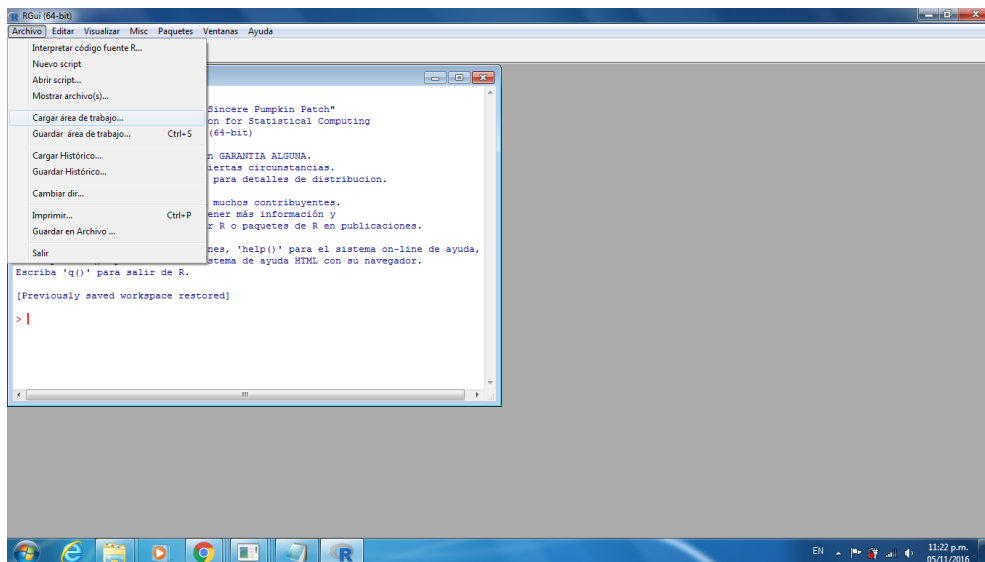 RGui (64-bit)
Archivo Editar Visualizar Misc Paquetes Ventanas Ayuda
Interpretar código fuente R...
Nuevo script
Abrir script...
Mostrar archivo(s)...
Cargar área de trabajo...
Guardar área de trabajo... Ctrl+S
Cargar Histórico...
Guardar Histórico...
Cambiar dir...
Imprimir... Ctrl+P
Guardar en Archivo ...
Salir
Sincere Pumpkin Patch"
on for Statistical Computing
(64-bit)
n GARANTIA ALGUNA.
iertas circunstancias.
para detalles de distribucion.
muchos contribuyentes.
ener más información y
r R o paquetes de R en publicaciones.
nes, 'help()' para el sistema on-line de ayuda,
stema de ayuda HTML con su navegador.
Escriba 'q()' para salir de R.
[Previously saved workspace restored]
>
EN
11:22 p.m.
05/11/2016